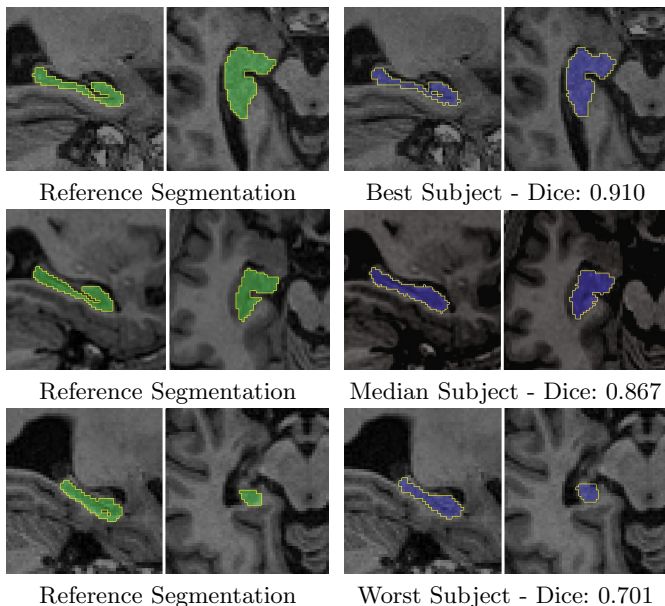 Reference Segmentation
Best Subject - Dice: 0.910
Reference Segmentation
Median Subject - Dice: 0.867
Reference Segmentation
Worst Subject - Dice: 0.701